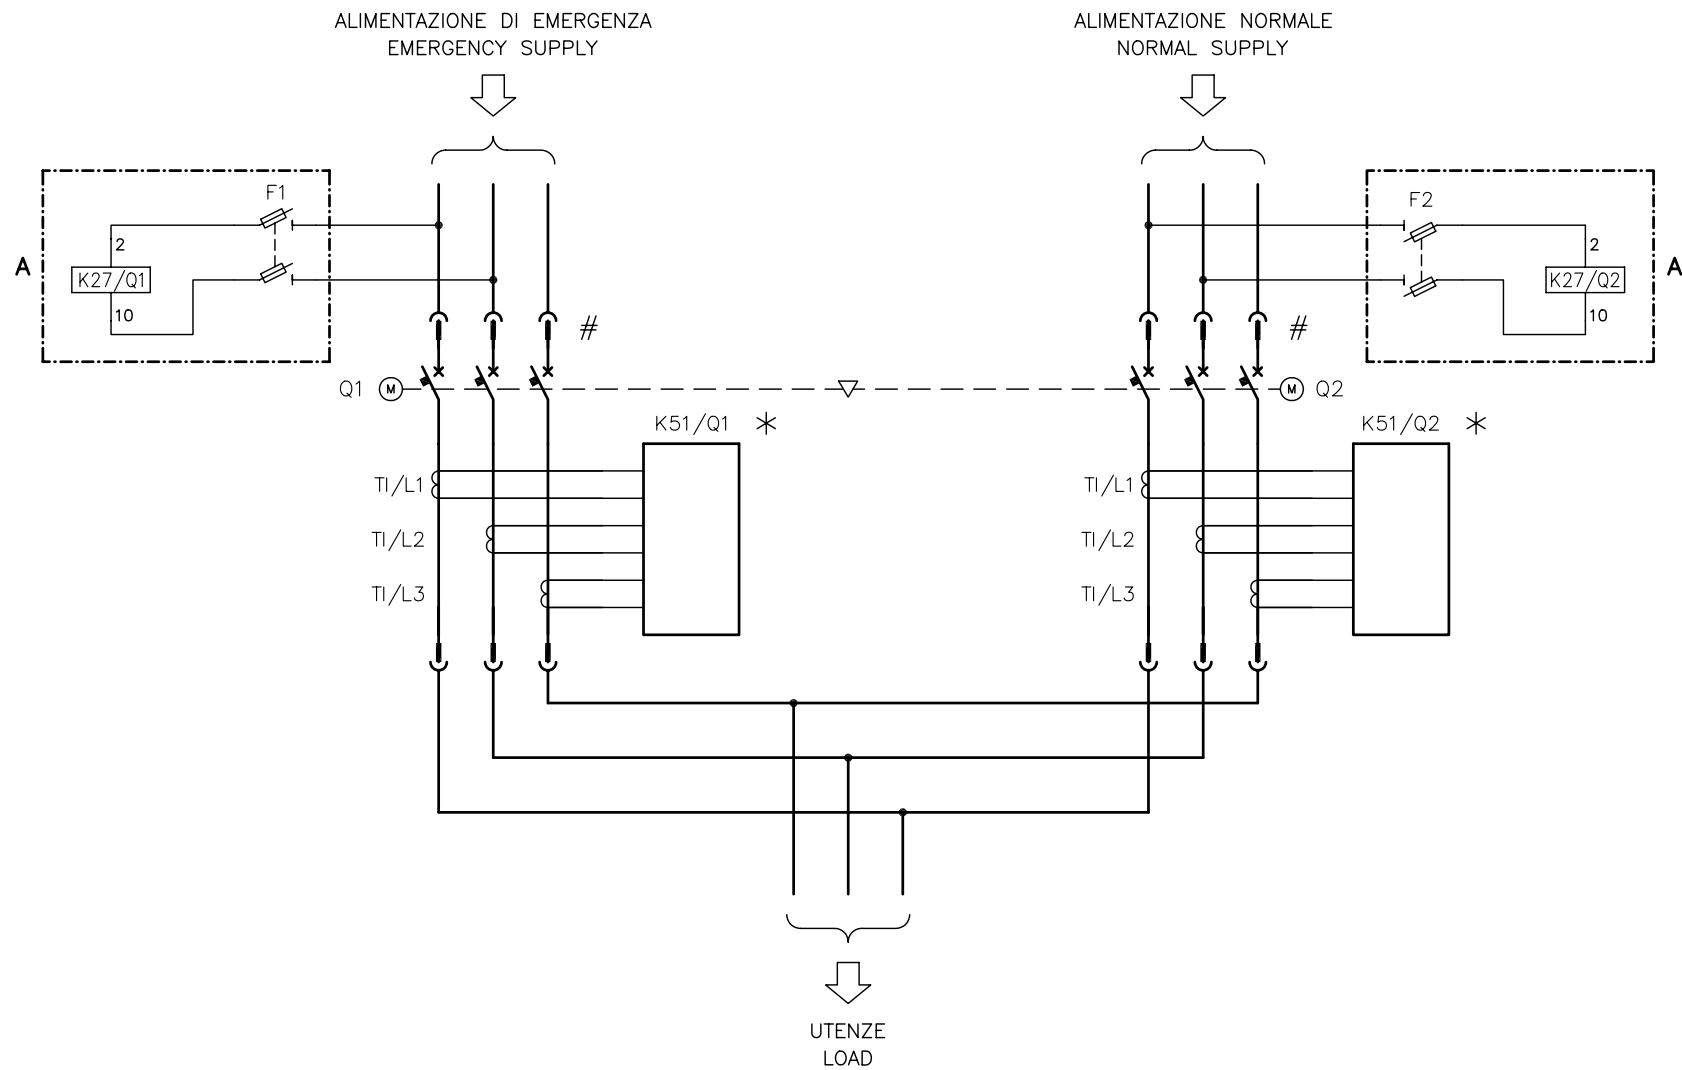 ALIMENTAZIONE DI EMERGENZA
EMERGENCY SUPPLY
ALIMENTAZIONE NORMALE
NORMAL SUPPLY
F1
2
K27/Q1
10
A
F2
2
K27/Q2
10
A
#
#
Q1
M
M
Q2
K51/Q1 *
K51/Q2 *
TI/L1
TI/L2
TI/L3
TI/L1
TI/L2
TI/L3
UTENZE
LOAD